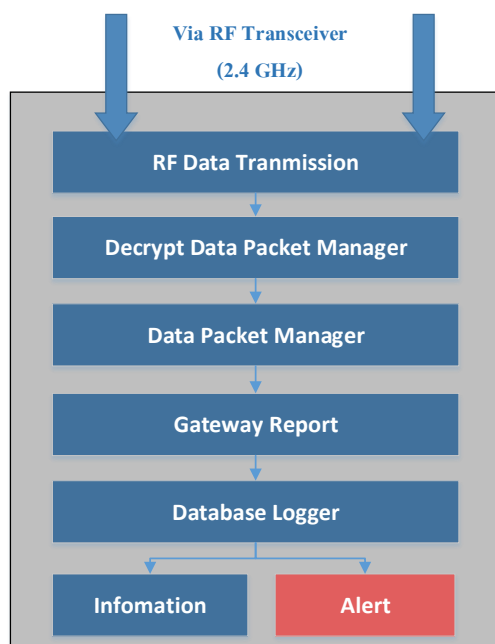 Via RF Transceiver
(2.4 GHz)
RF Data Tranmission
Decrypt Data Packet Manager
Data Packet Manager
Gateway Report
Database Logger
Infomation
Alert